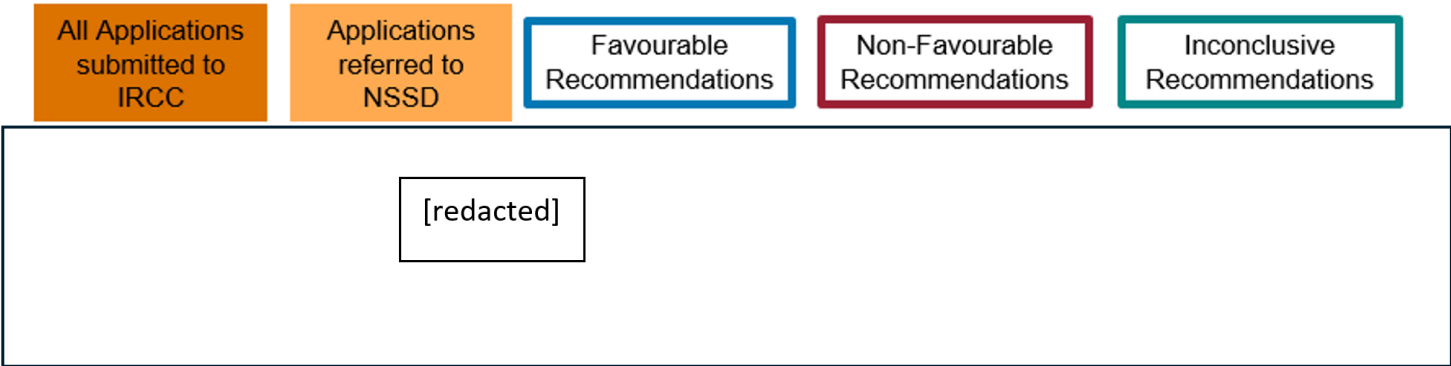 All Applications
submitted to
IRCC
Applications
referred to
NSSD
Favourable
Recommendations
Non-Favourable
Recommendations
Inconclusive
Recommendations
[redacted]